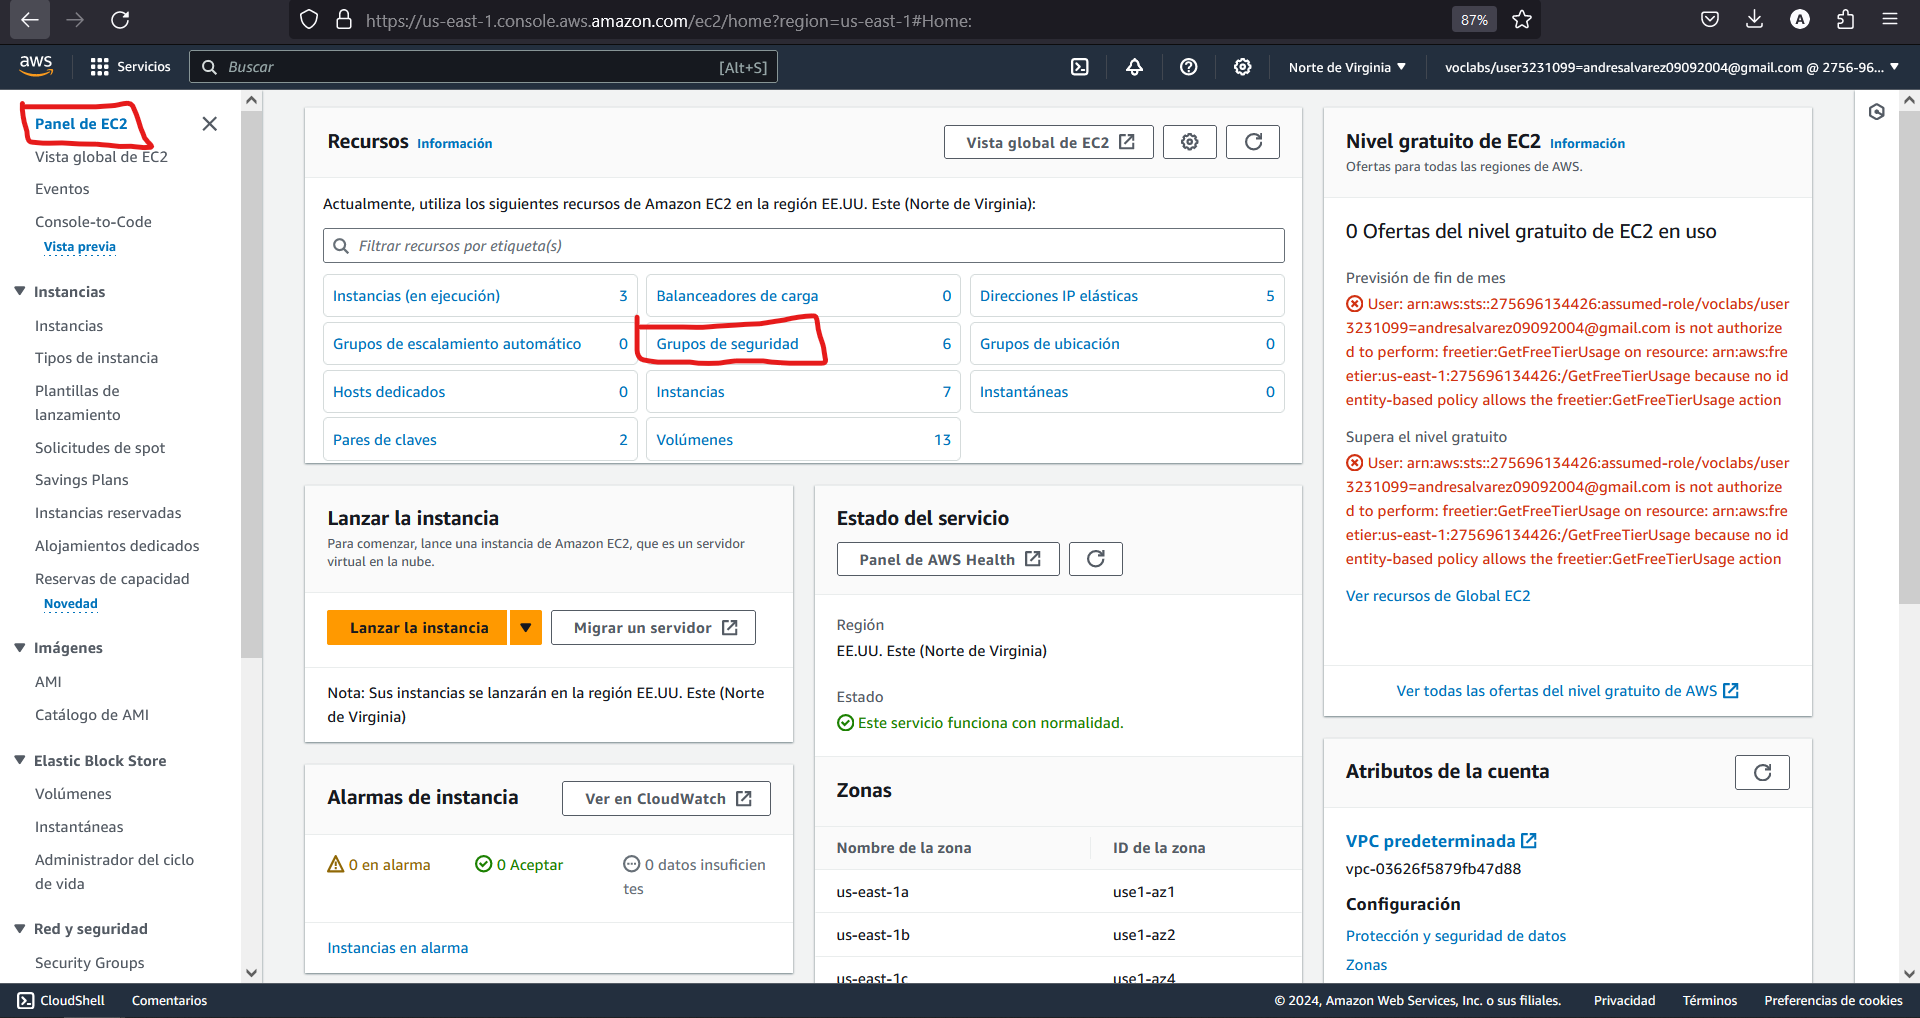 https://us-east-1.console.aws.amazon.com/ec2/home?region=us-east-1#Home:
87%
A
aws
Servicios
Buscar
[Alt+S]
Norte de Virginia
voclabs/user3231099=andresalvarez09092004@gmail.com @ 2756-96...
Panel de EC2
Vista global de EC2
Eventos
Console-to-Code
Vista previa
Instancias
Instancias
Tipos de instancia
Plantillas de
lanzamiento
Solicitudes de spot
Savings Plans
Instancias reservadas
Alojamientos dedicados
Reservas de capacidad
Novedad
Imágenes
AMI
Catálogo de AMI
Elastic Block Store
Volúmenes
Instantáneas
Administrador del ciclo
de vida
Red y seguridad
Security Groups
Recursos Información
Vista global de EC2
Actualmente, utiliza los siguientes recursos de Amazon EC2 en la región EE.UU. Este (Norte de Virginia):
Filtrar recursos por etiqueta(s)
Instancias (en ejecución) 3
Balanceadores de carga 0
Direcciones IP elásticas 5
Grupos de escalamiento automático 0
Grupos de seguridad 6
Grupos de ubicación 0
Hosts dedicados 0
Instancias 7
Instantáneas 0
Pares de claves 2
Volúmenes 13
Lanzar la instancia
Para comenzar, lance una instancia de Amazon EC2, que es un servidor
virtual en la nube.
Lanzar la instancia
Migrar un servidor
Nota: Sus instancias se lanzarán en la región EE.UU. Este (Norte
de Virginia)
Alarmas de instancia
Ver en CloudWatch
0 en alarma
0 Aceptar
0 datos insuficien
tes
Instancias en alarma
Estado del servicio
Panel de AWS Health
Región
EE.UU. Este (Norte de Virginia)
Estado
Este servicio funciona con normalidad.
Zonas
Nombre de la zona ID de la zona
us-east-1a use1-az1
us-east-1b use1-az2
us-east-1c use1-az4
Nivel gratuito de EC2 Información
Ofertas para todas las regiones de AWS.
0 Ofertas del nivel gratuito de EC2 en uso
Previsión de fin de mes
User: arn:aws:sts::275696134426:assumed-role/voclabs/user
3231099=andresalvarez09092004@gmail.com is not authorize
d to perform: freetier:GetFreeTierUsage on resource: arn:aws:fre
etier:us-east-1:275696134426:/GetFreeTierUsage because no id
entity-based policy allows the freetier:GetFreeTierUsage action
Supera el nivel gratuito
User: arn:aws:sts::275696134426:assumed-role/voclabs/user
3231099=andresalvarez09092004@gmail.com is not authorize
d to perform: freetier:GetFreeTierUsage on resource: arn:aws:fre
etier:us-east-1:275696134426:/GetFreeTierUsage because no id
entity-based policy allows the freetier:GetFreeTierUsage action
Ver recursos de Global EC2
Ver todas las ofertas del nivel gratuito de AWS
Atributos de la cuenta
VPC predeterminada
vpc-03626f5879fb47d88
Configuración
Protección y seguridad de datos
Zonas
CloudShell
Comentarios
© 2024, Amazon Web Services, Inc. o sus filiales.
Privacidad
Términos
Preferencias de cookies